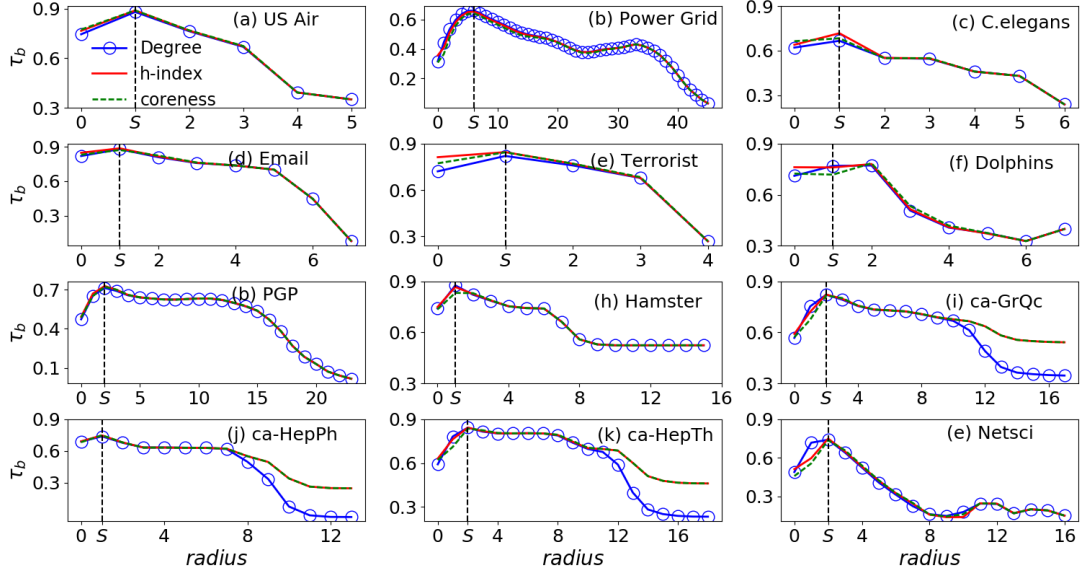 (a) US Air
(b) Power Grid
(c) C.elegans
τb
0.9
0.6
0.3
Degree
h-index
coreness
0 S 1 2 3 4 5
0.6
0.4
0.2
0 S 10 20 30 40
0.9
0.6
0.3
0 S 2 3 4 5 6
(d) Email
(e) Terrorist
(f) Dolphins
τb
0.9
0.6
0.3
0 S 2 4 6
0.9
0.6
0.3
0 S 2 3 4
0.9
0.6
0.3
0 S 2 4 6
(b) PGP
(h) Hamster
(i) ca-GrQc
τb
0.7
0.4
0.1
0 S 5 10 15 20
0.9
0.6
0.3
0 S 4 8 12 16
0.9
0.6
0.3
0 S 4 8 12 16
(j) ca-HepPh
(k) ca-HepTh
(e) Netsci
τb
0.9
0.6
0.3
0 S 4 8 12
0.9
0.6
0.3
0 S 4 8 12 16
0.9
0.6
0.3
0 S 4 8 10 12 14 16
radius
radius
radius